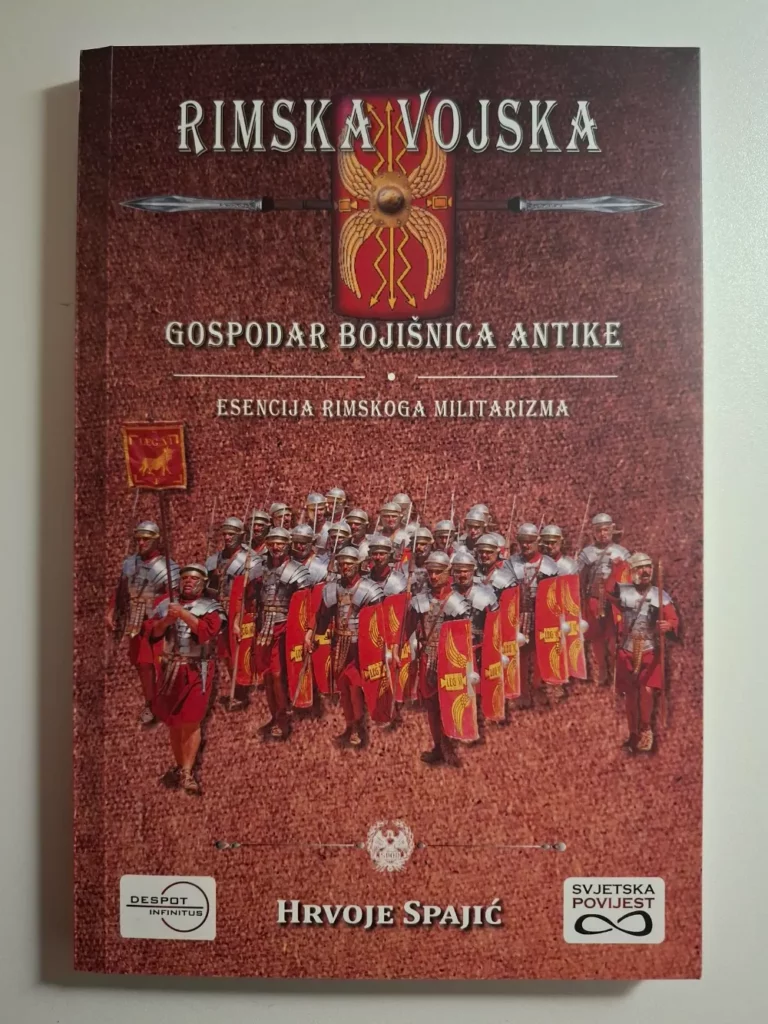 RIMSKA VOJSKA
GOSPODAR BOJIŠNICA ANTIKE
ESENCIJA RIMSKOGA MILITARIZMA
HRVOJE SPAJIĆ
DESPOT
INFINITUS
SVJETSKA
POVIJEST